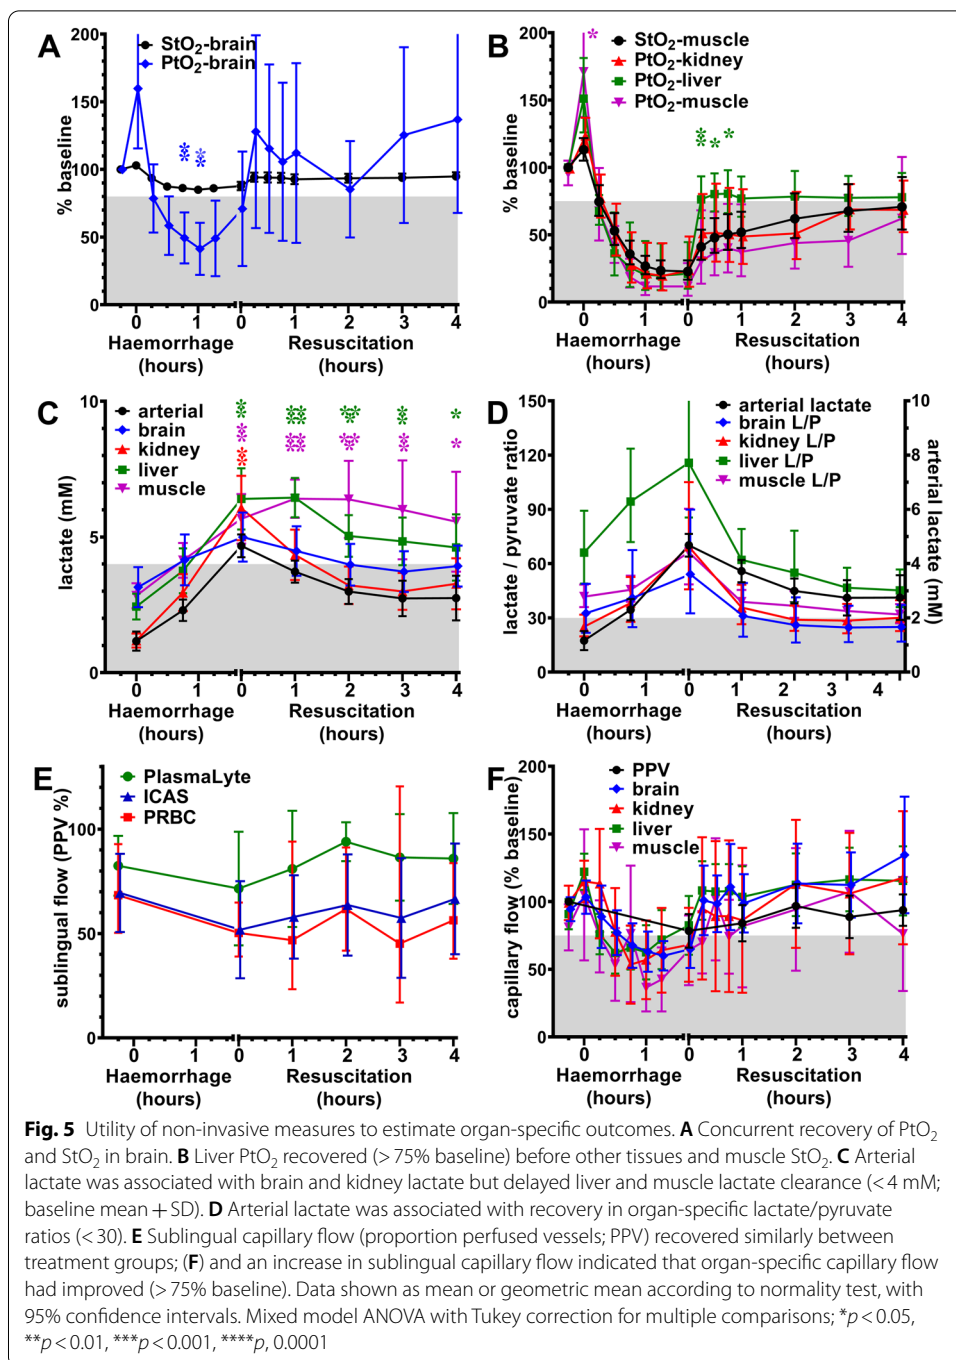 A
StO2-brain
PtO2-brain
% baseline
200
150
100
50
0
**
**
0 1 0 1 2 3 4
Haemorrhage Resuscitation
(hours) (hours)
B
StO2-muscle
PtO2-kidney
PtO2-liver
PtO2-muscle
% baseline
200
150
100
50
0
*
* *
0 1 0 1 2 3 4
Haemorrhage Resuscitation
(hours) (hours)
C
arterial
brain
kidney
liver
muscle
lactate (mM)
10
5
0
*
*
0 1 0 1 2 3 4
Haemorrhage Resuscitation
(hours) (hours)
D
arterial lactate
brain L/P
kidney L/P
liver L/P
muscle L/P
lactate / pyruvate ratio
150
120
90
60
30
0
arterial lactate (mM)
10
8
6
4
2
0
0 1 0 1 2 3 4
Haemorrhage Resuscitation
(hours) (hours)
E
PlasmaLyte
ICAS
PRBC
sublingual flow (PPV %)
100
50
0
0 1 0 1 2 3 4
Haemorrhage Resuscitation
(hours) (hours)
F
PPV
brain
kidney
liver
muscle
capillary flow (% baseline)
200
150
100
50
0
0 1 0 1 2 3 4
Haemorrhage Resuscitation
(hours) (hours)
Fig. 5 Utility of non-invasive measures to estimate organ-specific outcomes. A Concurrent recovery of PtO2
and StO2 in brain. B Liver PtO2 recovered (> 75% baseline) before other tissues and muscle StO2. C Arterial
lactate was associated with brain and kidney lactate but delayed liver and muscle lactate clearance (< 4 mM;
baseline mean + SD). D Arterial lactate was associated with recovery in organ-specific lactate/pyruvate
ratios (< 30). E Sublingual capillary flow (proportion perfused vessels; PPV) recovered similarly between
treatment groups; (F) and an increase in sublingual capillary flow indicated that organ-specific capillary flow
had improved (> 75% baseline). Data shown as mean or geometric mean according to normality test, with
95% confidence intervals. Mixed model ANOVA with Tukey correction for multiple comparisons; *p < 0.05,
**p < 0.01, ***p < 0.001, ****p, 0.0001